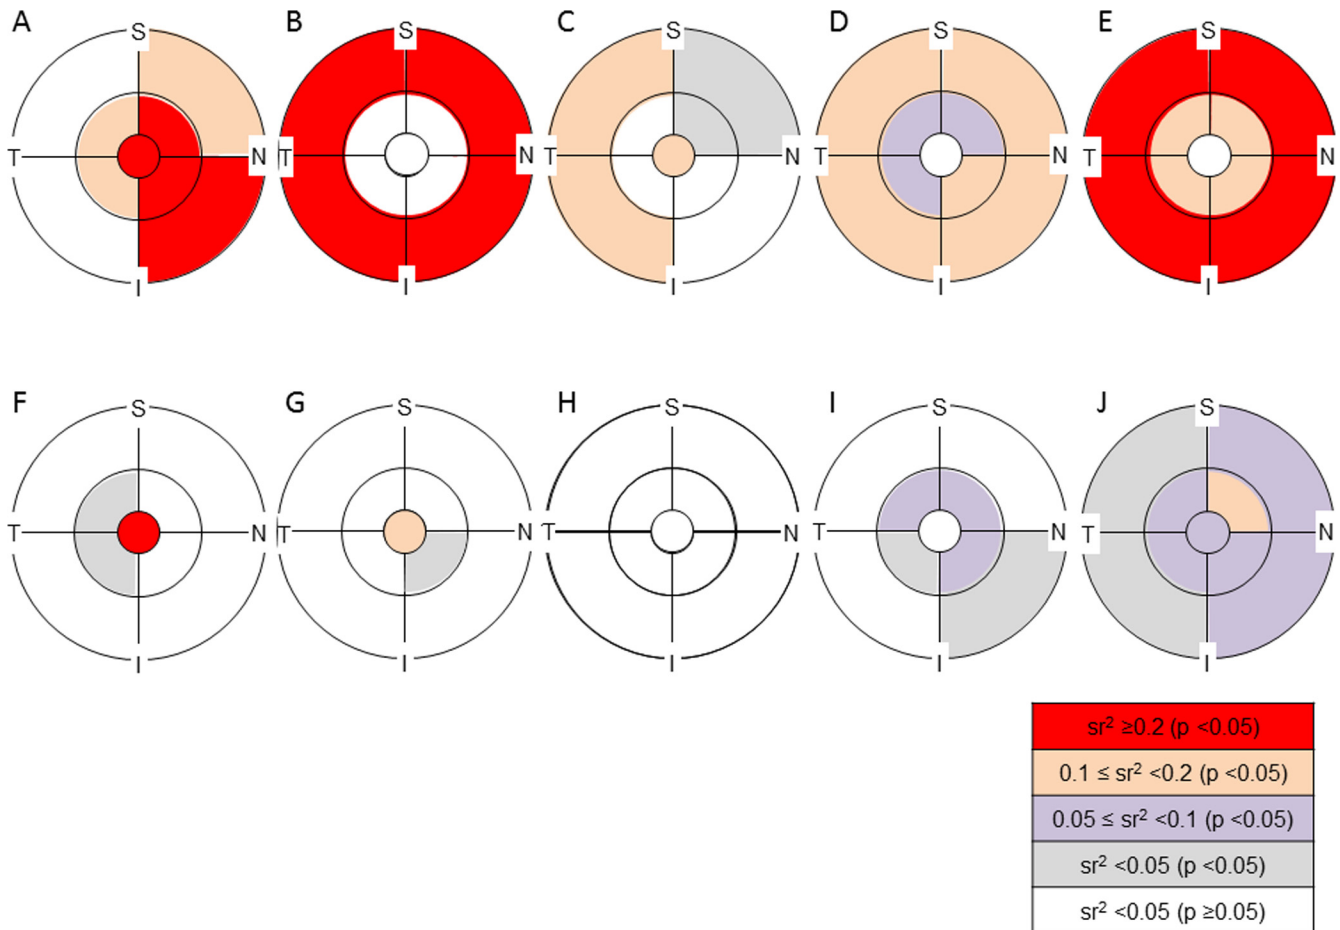 A B C D E
S S S S S
T N T N T N T N T N
I I I I I
F G H I J
S S S S S
T N T N T N T N T N
I I I I I
sr² ≥0.2 (p <0.05)
0.1 ≤ sr² <0.2 (p <0.05)
0.05 ≤ sr² <0.1 (p <0.05)
sr² <0.05 (p <0.05)
sr² <0.05 (p ≥0.05)